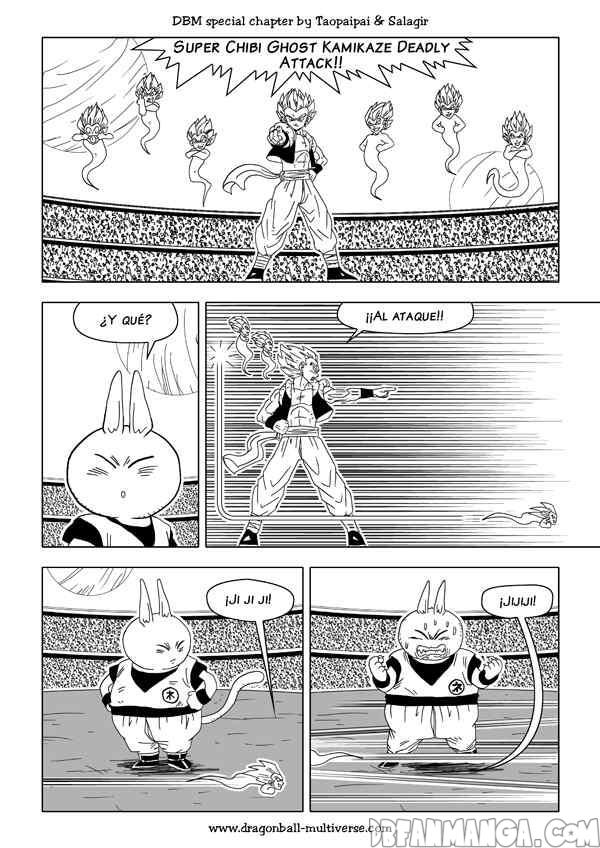 DBM special chapter by Taopaipai & Salagir
Super Chibi Ghost Kamikaze Deadly
Attack!!
¿Y qué?
¡¡Al ataque!!
¡Ji ji ji!
¡Jijiji!
www.dragonball-multiverse.com
DBFANMANGA.COM